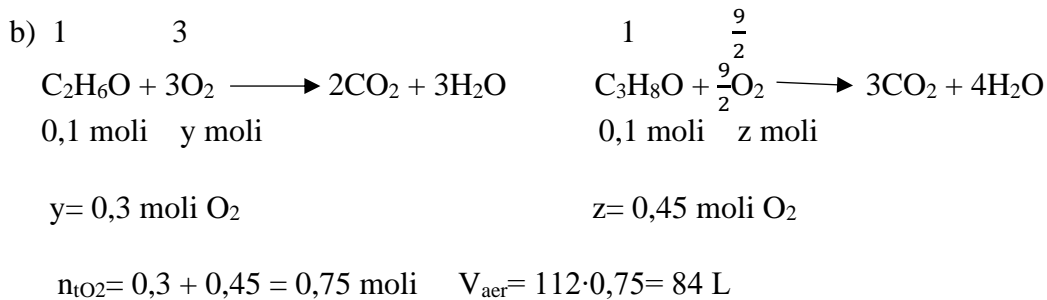 b) 1 3 1 9/2
C₂H₆O + 3O₂ ⟶ 2CO₂ + 3H₂O C₃H₈O + 9/2O₂ ⟶ 3CO₂ + 4H₂O
0,1 moli y moli 0,1 moli z moli
y= 0,3 moli O₂ z= 0,45 moli O₂
nₜO₂= 0,3 + 0,45 = 0,75 moli Vₐₑᵣ= 112·0,75= 84 L